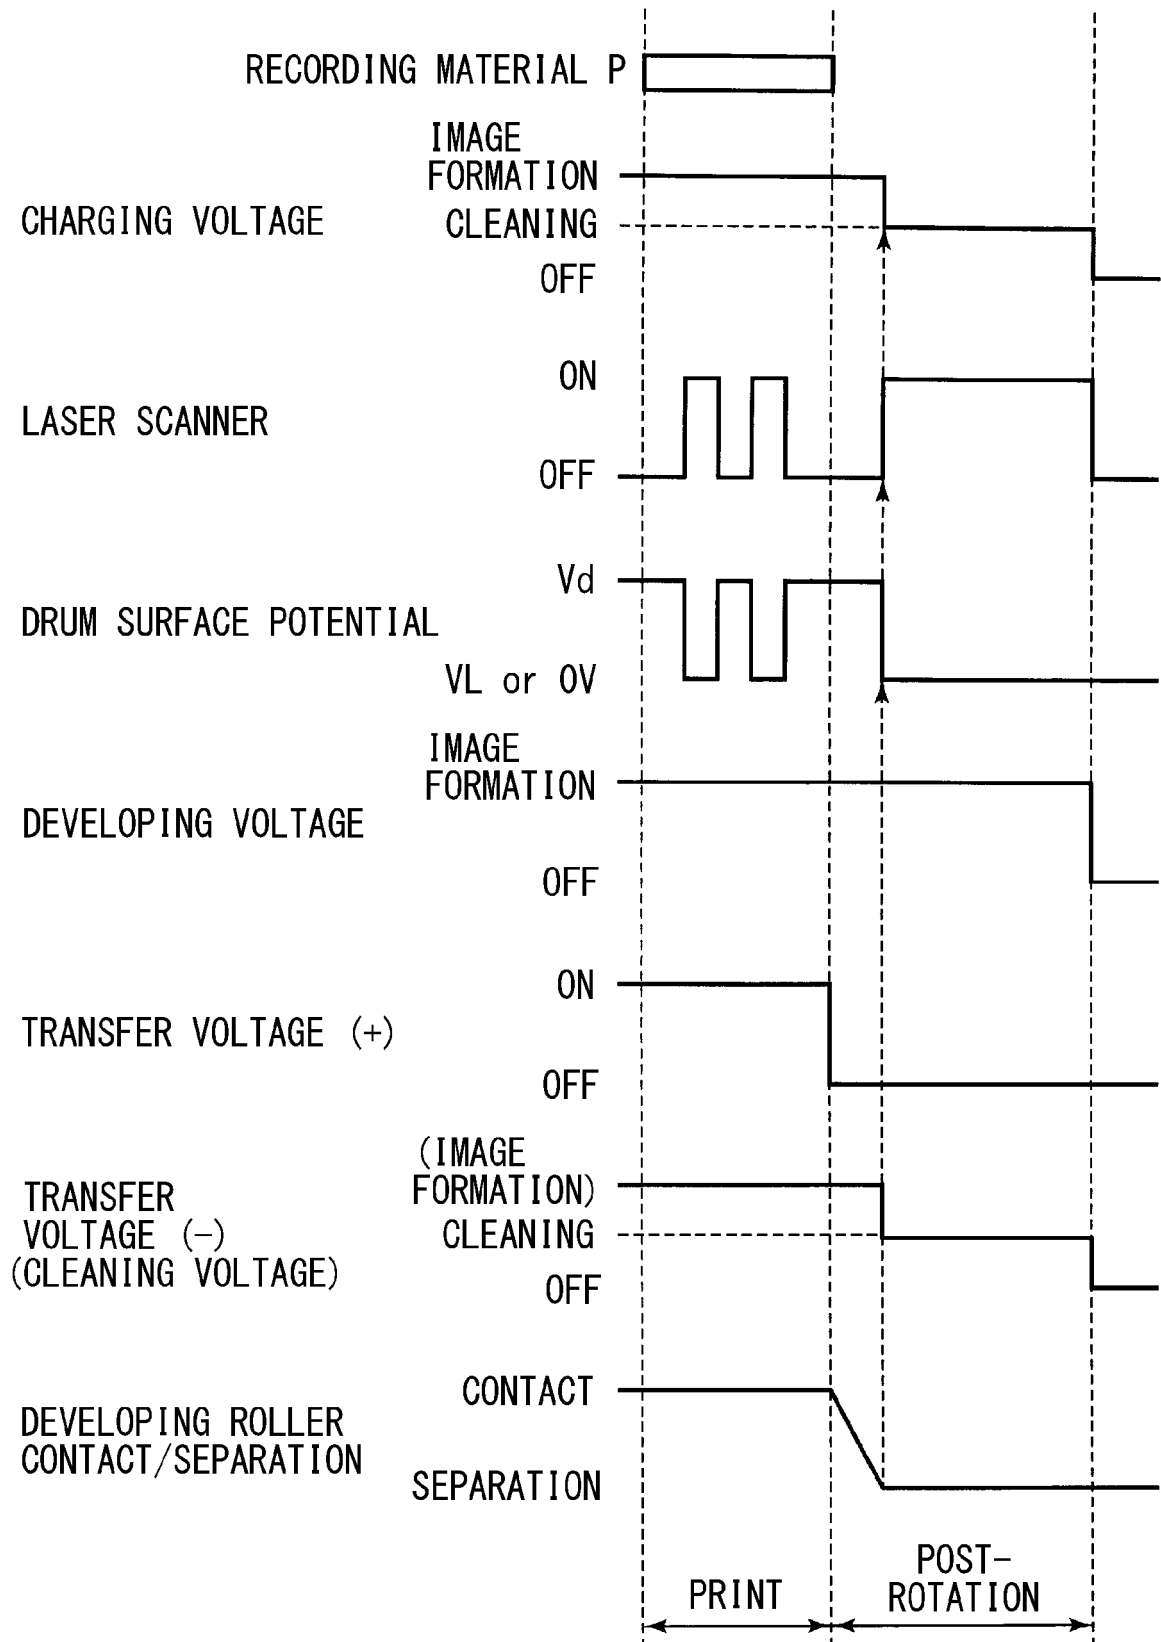 RECORDING MATERIAL P
IMAGE
FORMATION
CHARGING VOLTAGE
CLEANING
OFF
ON
LASER SCANNER
OFF
Vd
DRUM SURFACE POTENTIAL
VL or 0V
IMAGE
FORMATION
DEVELOPING VOLTAGE
OFF
ON
TRANSFER VOLTAGE (+)
OFF
(IMAGE
FORMATION)
TRANSFER
VOLTAGE (−)
(CLEANING VOLTAGE)
CLEANING
OFF
CONTACT
DEVELOPING ROLLER
CONTACT/SEPARATION
SEPARATION
PRINT
POST-
ROTATION